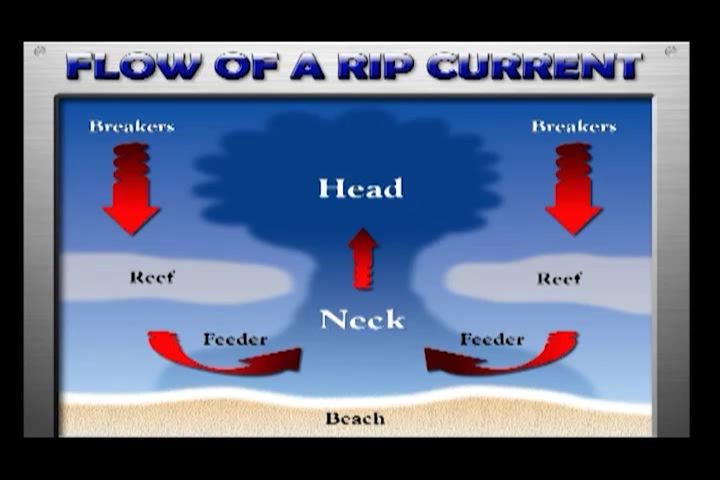 FLOW OF A RIP CURRENT
Breakers
Breakers
Head
Reef
Reef
Neck
Feeder
Feeder
Beach